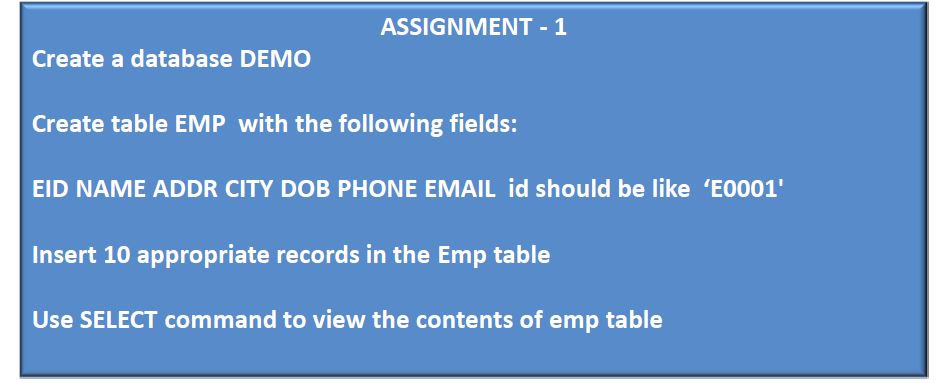 ASSIGNMENT - 1
Create a database DEMO
Create table EMP  with the following fields:
EID NAME ADDR CITY DOB PHONE EMAIL  id should be like  ‘E0001'
Insert 10 appropriate records in the Emp table
Use SELECT command to view the contents of emp table